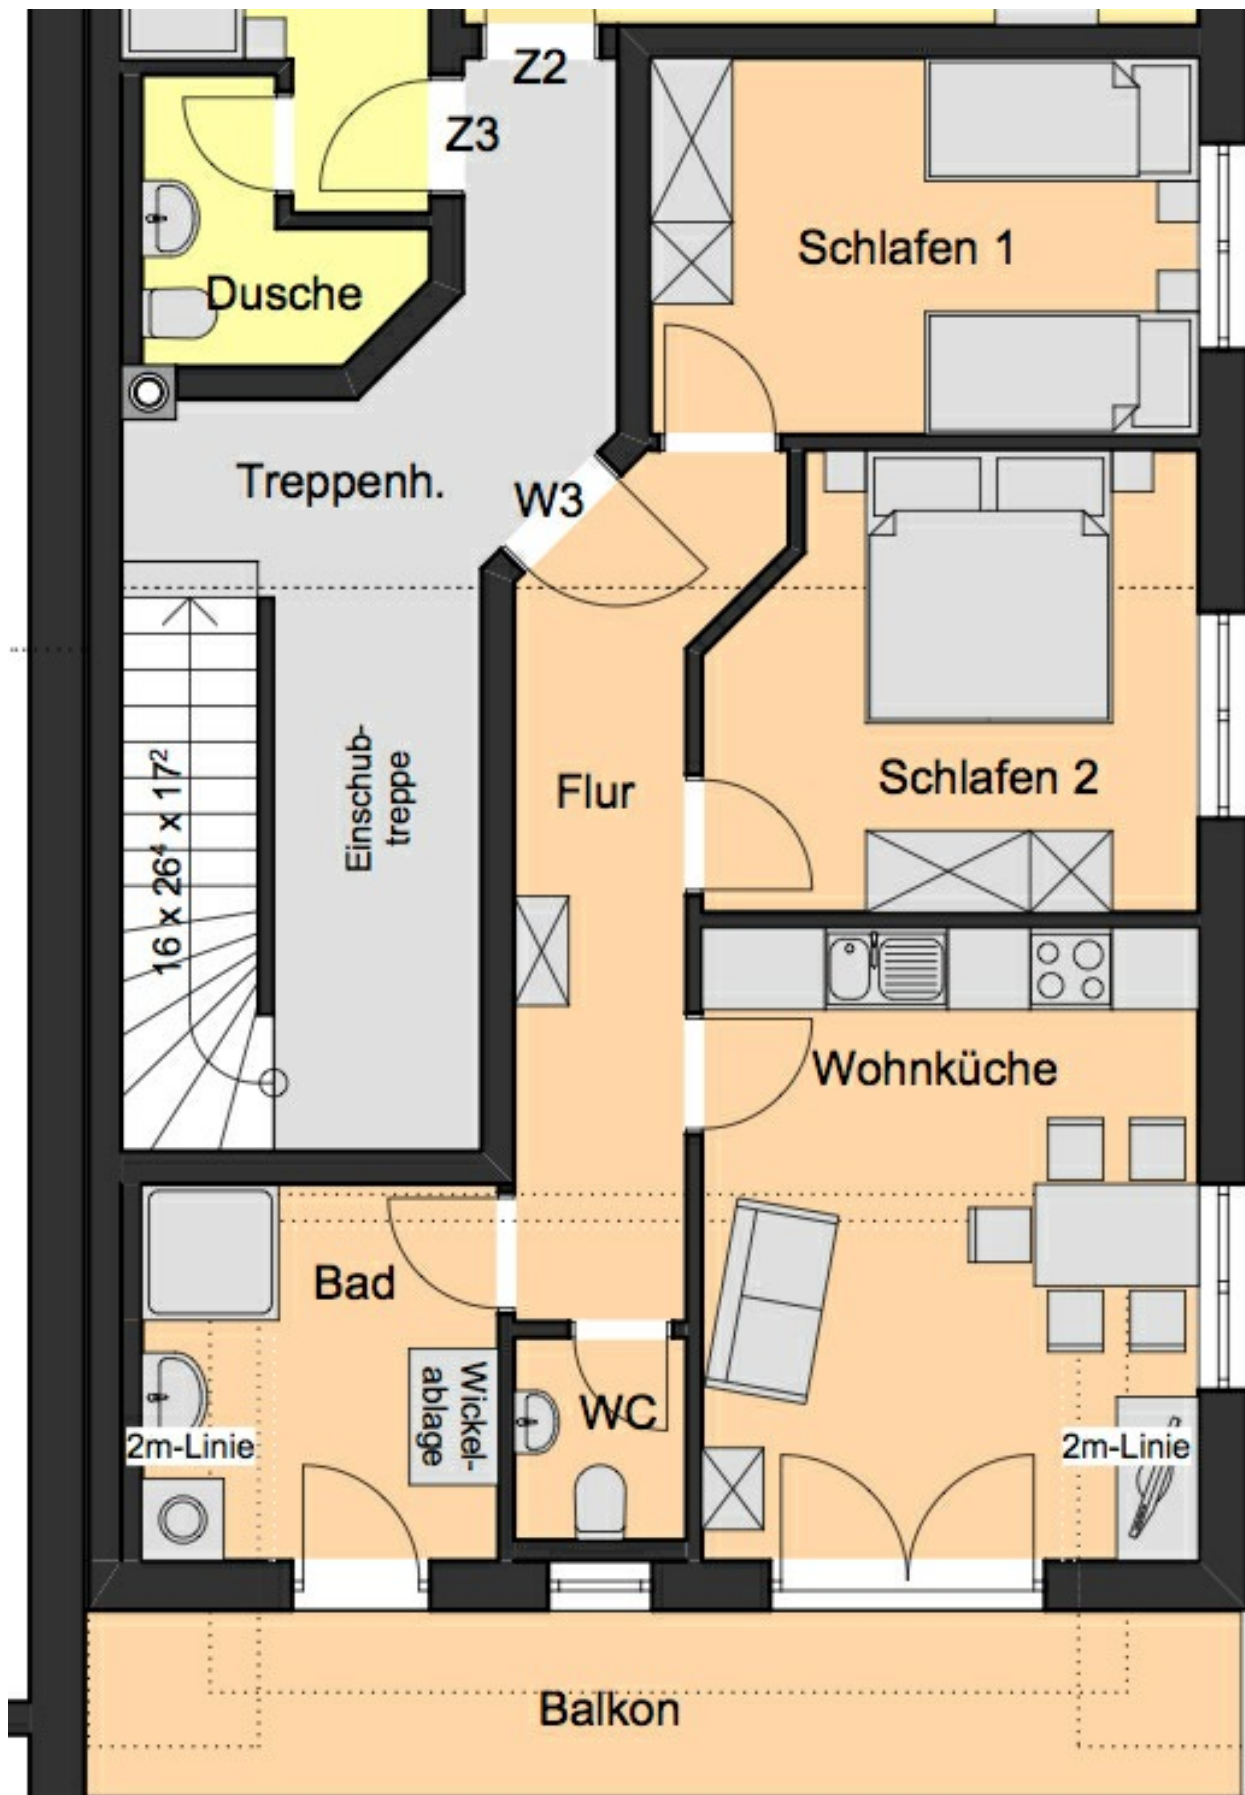 Z2
Z3
Schlafen 1
Dusche
Treppenh.
W3
Einschub-
treppe
16 x 26⁴ x 17²
Flur
Schlafen 2
Wohnküche
Bad
Wickel-
ablage
WC
2m-Linie
2m-Linie
Balkon